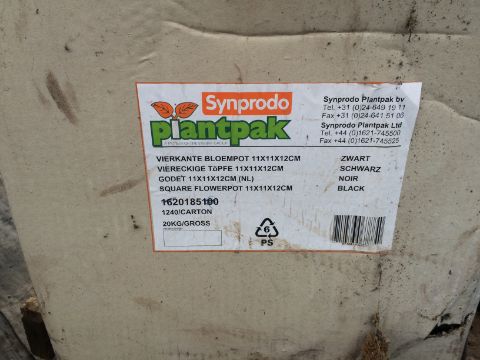 Synprodo
plantpak
Synprodo Plantpak bv
Tel. +31 (0)24-649 19 11
Fax +31 (0)24-641 51 06
Synprodo Plantpak Ltd
Tel. +44 (0)1621-745500
Fax +44 (0)1621-745525
VIERKANTE BLOEMPOT 11X11X12CM ZWART
VIERECKIGE TöPFE 11X11X12CM SCHWARZ
GODET 11X11X12CM (NL) NOIR
SQUARE FLOWERPOT 11X11X12CM BLACK
1620185100
1240/CARTON
20KG/GROSS
6
PS